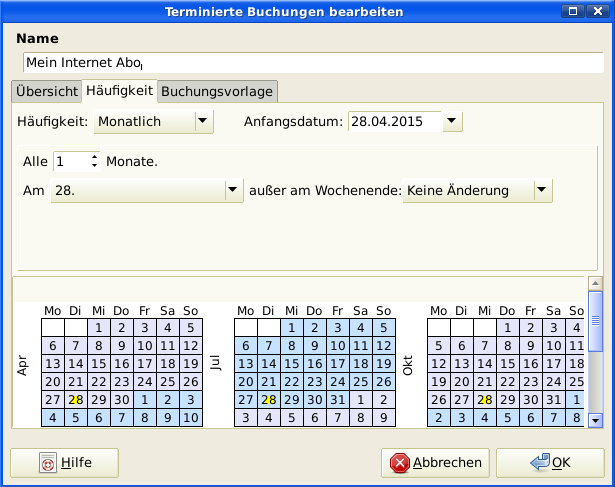 Terminierte Buchungen bearbeiten
Name
Mein Internet Abo
Übersicht Häufigkeit Buchungsvorlage
Häufigkeit: Monatlich Anfangsdatum: 28.04.2015
Alle 1 Monate.
Am 28. außer am Wochenende: Keine Änderung
Mo Di Mi Do Fr Sa So Mo Di Mi Do Fr Sa So Mo Di Mi Do Fr Sa So
1 2 3 4 5 1 2 3 4 5 1 2 3 4
6 7 8 9 10 11 12 6 7 8 9 10 11 12 5 6 7 8 9 10 11
Apr 13 14 15 16 17 18 19 Jul 13 14 15 16 17 18 19 Okt 12 13 14 15 16 17 18
20 21 22 23 24 25 26 20 21 22 23 24 25 26 19 20 21 22 23 24 25
27 28 29 30 1 2 3 27 28 29 30 31 1 2 26 27 28 29 30 31 1
4 5 6 7 8 9 10 3 4 5 6 7 8 9 2 3 4 5 6 7 8
Hilfe Abbrechen OK